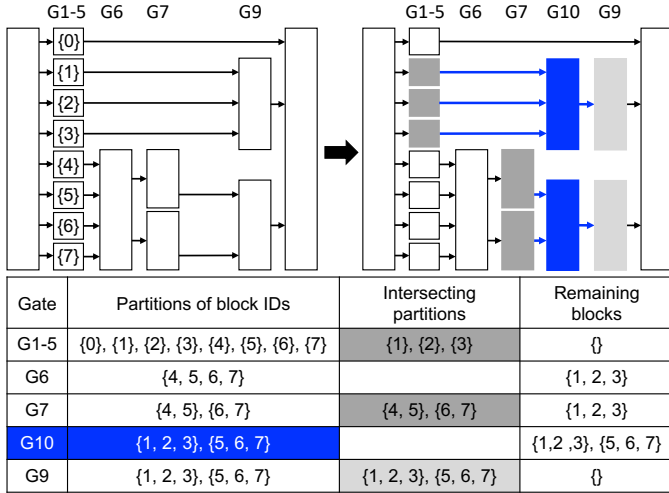 G1-5 G6 G7 G9 G1-5 G6 G7 G10 G9
{0}
{1}
{2}
{3}
{4}
{5}
{6}
{7}
Gate Partitions of block IDs Intersecting partitions Remaining blocks
G1-5 {0}, {1}, {2}, {3}, {4}, {5}, {6}, {7} {1}, {2}, {3} {}
G6 {4, 5, 6, 7} {1, 2, 3}
G7 {4, 5}, {6, 7} {4, 5}, {6, 7} {1, 2, 3}
G10 {1, 2, 3}, {5, 6, 7} {1,2 ,3}, {5, 6, 7}
G9 {1, 2, 3}, {5, 6, 7} {1, 2, 3}, {5, 6, 7} {}